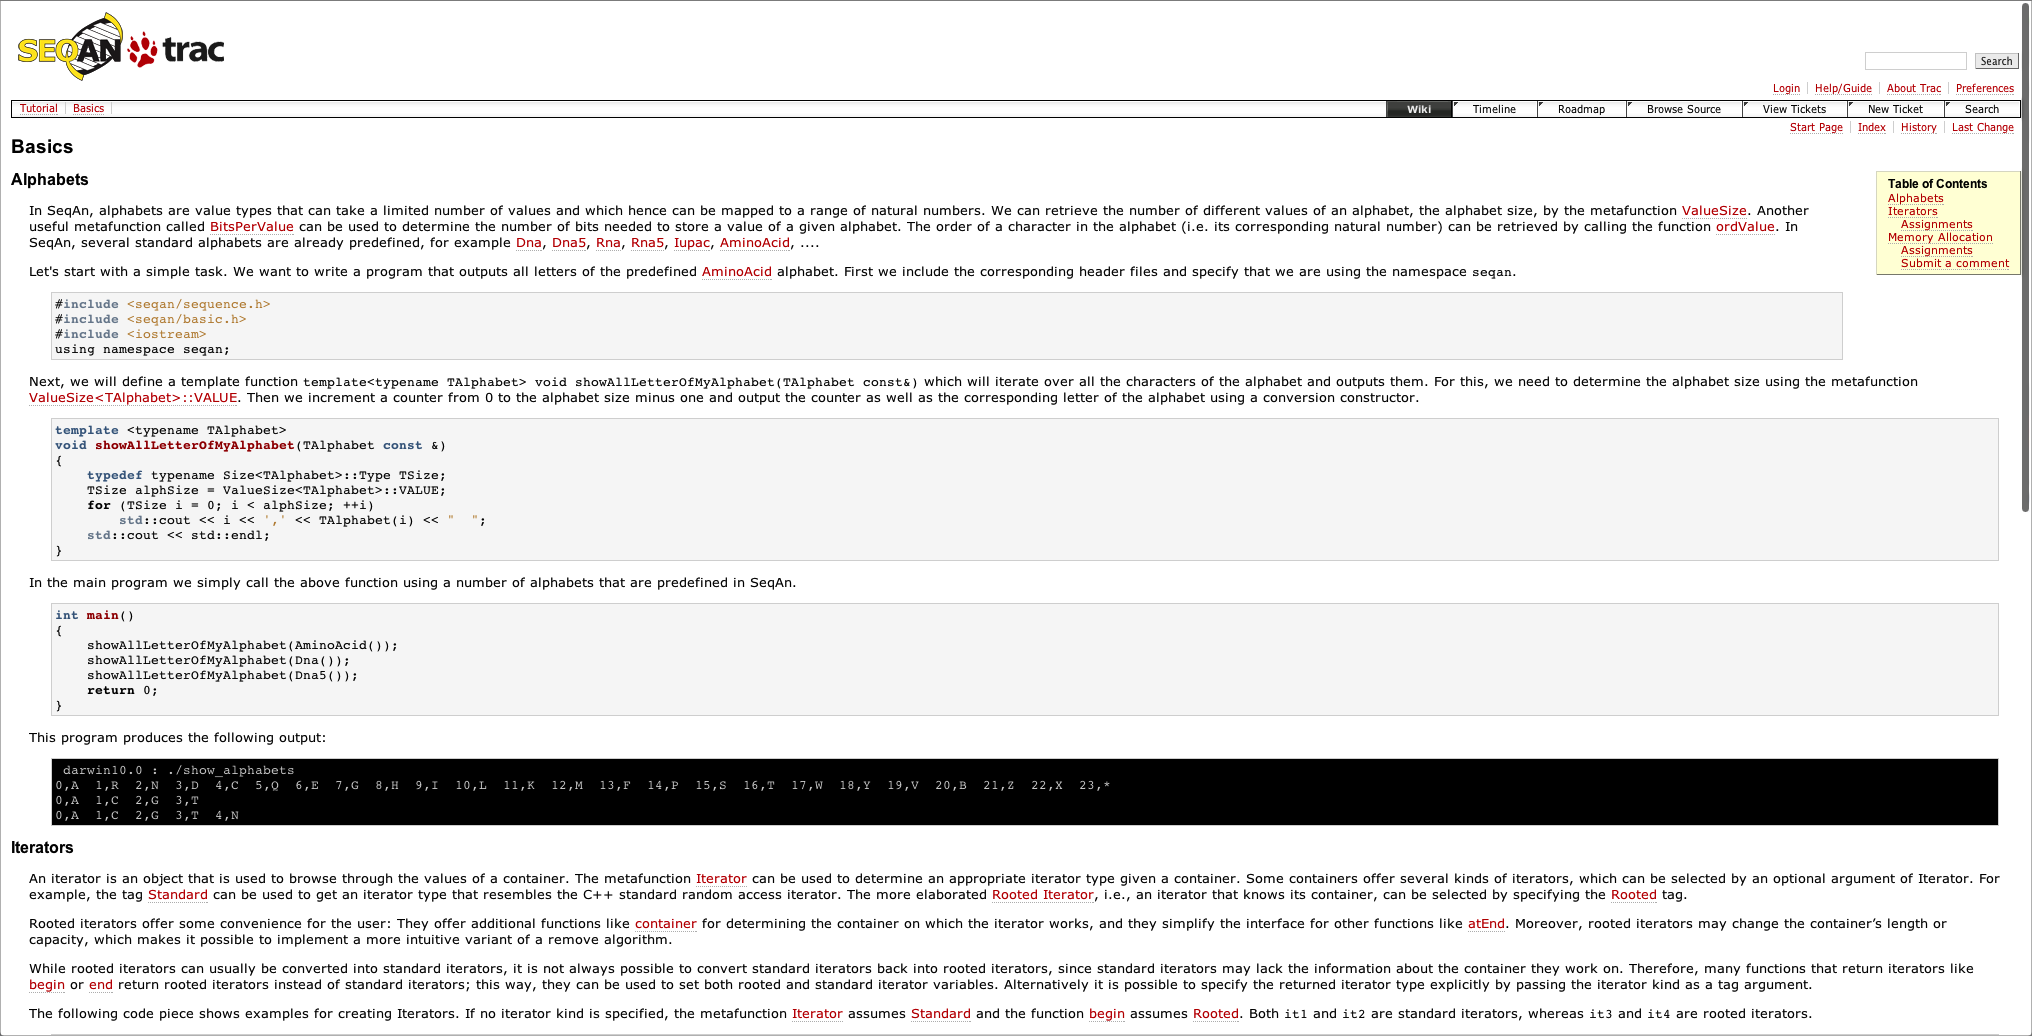 SEQAN trac
Search
Login Help/Guide About Trac Preferences
Tutorial Basics Wiki Timeline Roadmap Browse Source View Tickets New Ticket Search
Start Page Index History Last Change
Basics
Alphabets
Table of Contents
Alphabets
Iterators
Assignments
Memory Allocation
Assignments
Submit a comment
In SeqAn, alphabets are value types that can take a limited number of values and which hence can be mapped to a range of natural numbers. We can retrieve the number of different values of an alphabet, the alphabet size, by the metafunction ValueSize. Another
useful metafunction called BitsPerValue can be used to determine the number of bits needed to store a value of a given alphabet. The order of a character in the alphabet (i.e. its corresponding natural number) can be retrieved by calling the function ordValue. In
SeqAn, several standard alphabets are already predefined, for example Dna, Dna5, Rna, Rna5, Iupac, AminoAcid, ....
Let's start with a simple task. We want to write a program that outputs all letters of the predefined AminoAcid alphabet. First we include the corresponding header files and specify that we are using the namespace seqan.
#include <seqan/sequence.h>
#include <seqan/basic.h>
#include <iostream>
using namespace seqan;
Next, we will define a template function template<typename TAlphabet> void showAllLetterOfMyAlphabet(TAlphabet const&) which will iterate over all the characters of the alphabet and outputs them. For this, we need to determine the alphabet size using the metafunction
ValueSize<TAlphabet>::VALUE. Then we increment a counter from 0 to the alphabet size minus one and output the counter as well as the corresponding letter of the alphabet using a conversion constructor.
template <typename TAlphabet>
void showAllLetterOfMyAlphabet(TAlphabet const &)
{
    typedef typename Size<TAlphabet>::Type TSize;
    TSize alphSize = ValueSize<TAlphabet>::VALUE;
    for (TSize i = 0; i < alphSize; ++i)
        std::cout << i << ',' << TAlphabet(i) << "  ";
    std::cout << std::endl;
}
In the main program we simply call the above function using a number of alphabets that are predefined in SeqAn.
int main()
{
    showAllLetterOfMyAlphabet(AminoAcid());
    showAllLetterOfMyAlphabet(Dna());
    showAllLetterOfMyAlphabet(Dna5());
    return 0;
}
This program produces the following output:
darwin10.0 : ./show_alphabets
0,A  1,R  2,N  3,D  4,C  5,Q  6,E  7,G  8,H  9,I  10,L  11,K  12,M  13,F  14,P  15,S  16,T  17,W  18,Y  19,V  20,B  21,Z  22,X  23,*
0,A  1,C  2,G  3,T
0,A  1,C  2,G  3,T  4,N
Iterators
An iterator is an object that is used to browse through the values of a container. The metafunction Iterator can be used to determine an appropriate iterator type given a container. Some containers offer several kinds of iterators, which can be selected by an optional argument of Iterator. For
example, the tag Standard can be used to get an iterator type that resembles the C++ standard random access iterator. The more elaborated Rooted Iterator, i.e., an iterator that knows its container, can be selected by specifying the Rooted tag.
Rooted iterators offer some convenience for the user: They offer additional functions like container for determining the container on which the iterator works, and they simplify the interface for other functions like atEnd. Moreover, rooted iterators may change the container’s length or
capacity, which makes it possible to implement a more intuitive variant of a remove algorithm.
While rooted iterators can usually be converted into standard iterators, it is not always possible to convert standard iterators back into rooted iterators, since standard iterators may lack the information about the container they work on. Therefore, many functions that return iterators like
begin or end return rooted iterators instead of standard iterators; this way, they can be used to set both rooted and standard iterator variables. Alternatively it is possible to specify the returned iterator type explicitly by passing the iterator kind as a tag argument.
The following code piece shows examples for creating Iterators. If no iterator kind is specified, the metafunction Iterator assumes Standard and the function begin assumes Rooted. Both it1 and it2 are standard iterators, whereas it3 and it4 are rooted iterators.